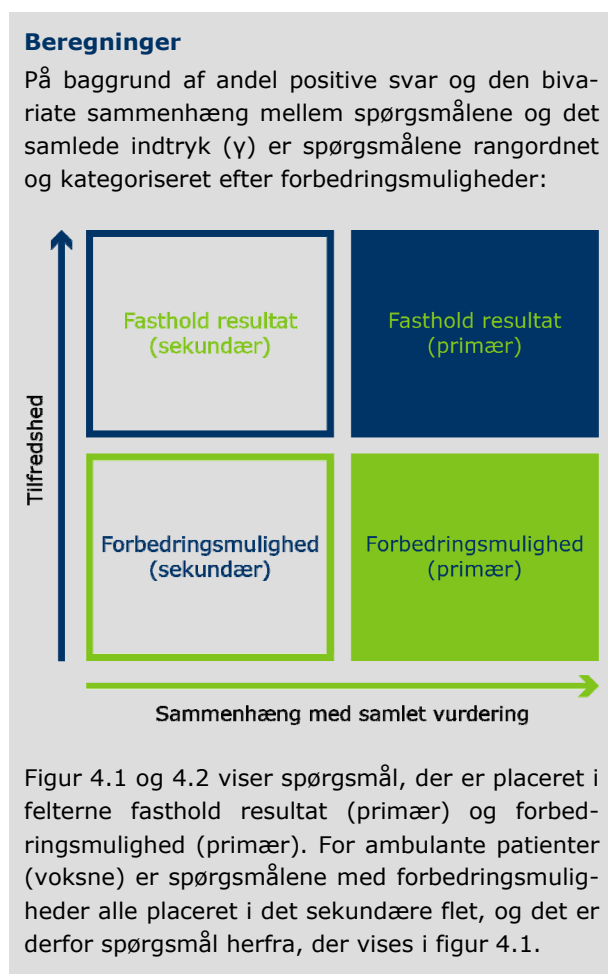 Beregninger
På baggrund af andel positive svar og den biva-
riate sammenhæng mellem spørgsmålene og det
samlede indtryk (γ) er spørgsmålene rangordnet
og kategoriseret efter forbedringsmuligheder:
Fasthold resultat
(sekundær)
Fasthold resultat
(primær)
Tilfredshed
Forbedringsmulighed
(sekundær)
Forbedringsmulighed
(primær)
Sammenhæng med samlet vurdering
Figur 4.1 og 4.2 viser spørgsmål, der er placeret i
felterne fasthold resultat (primær) og forbed-
ringsmulighed (primær). For ambulante patienter
(voksne) er spørgsmålene med forbedringsmulig-
heder alle placeret i det sekundære flet, og det er
derfor spørgsmål herfra, der vises i figur 4.1.